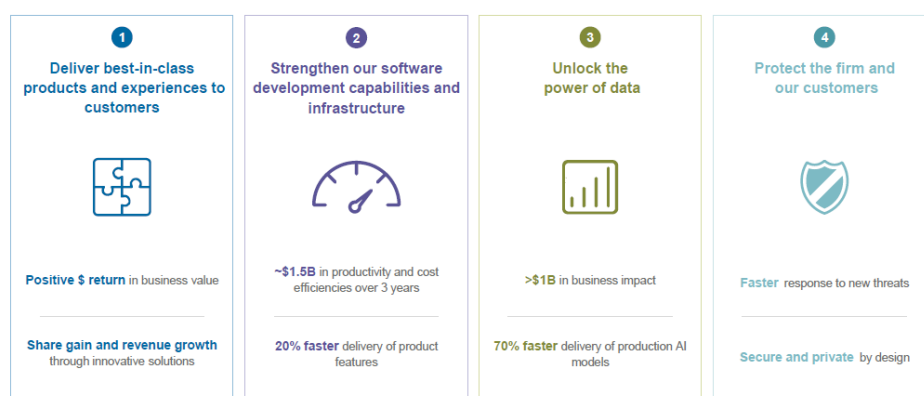 1
Deliver best-in-class
products and experiences to
customers
Positive $ return in business value
Share gain and revenue growth
through innovative solutions
2
Strengthen our software
development capabilities and
infrastructure
~$1.5B in productivity and cost
efficiencies over 3 years
20% faster delivery of product
features
3
Unlock the
power of data
>$1B in business impact
70% faster delivery of production AI
models
4
Protect the firm and
our customers
Faster response to new threats
Secure and private by design